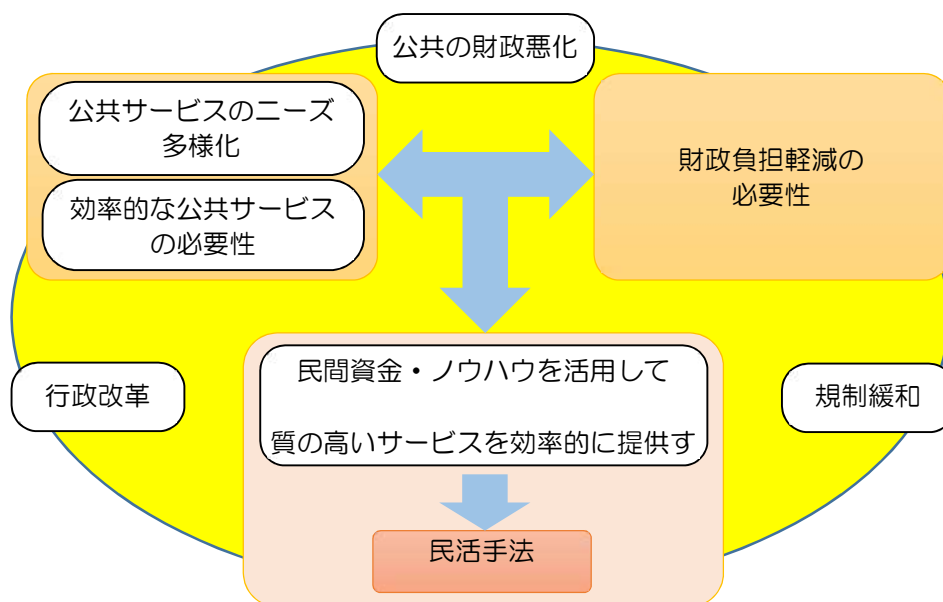 公共の財政悪化
公共サービスのニーズ
多様化
効率的な公共サービス
の必要性
財政負担軽減の
必要性
行政改革
民間資金・ノウハウを活用して
質の高いサービスを効率的に提供す
規制緩和
民活手法